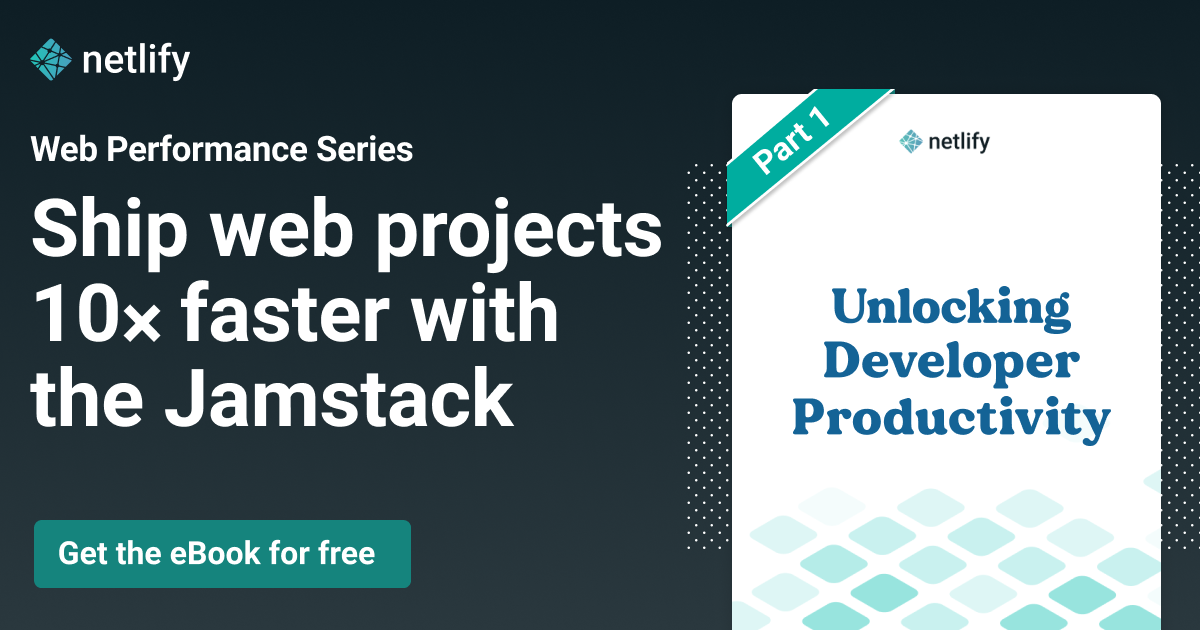 netlify
Web Performance Series
Ship web projects
10× faster with
the Jamstack
Get the eBook for free
Part 1
netlify
Unlocking
Developer
Productivity